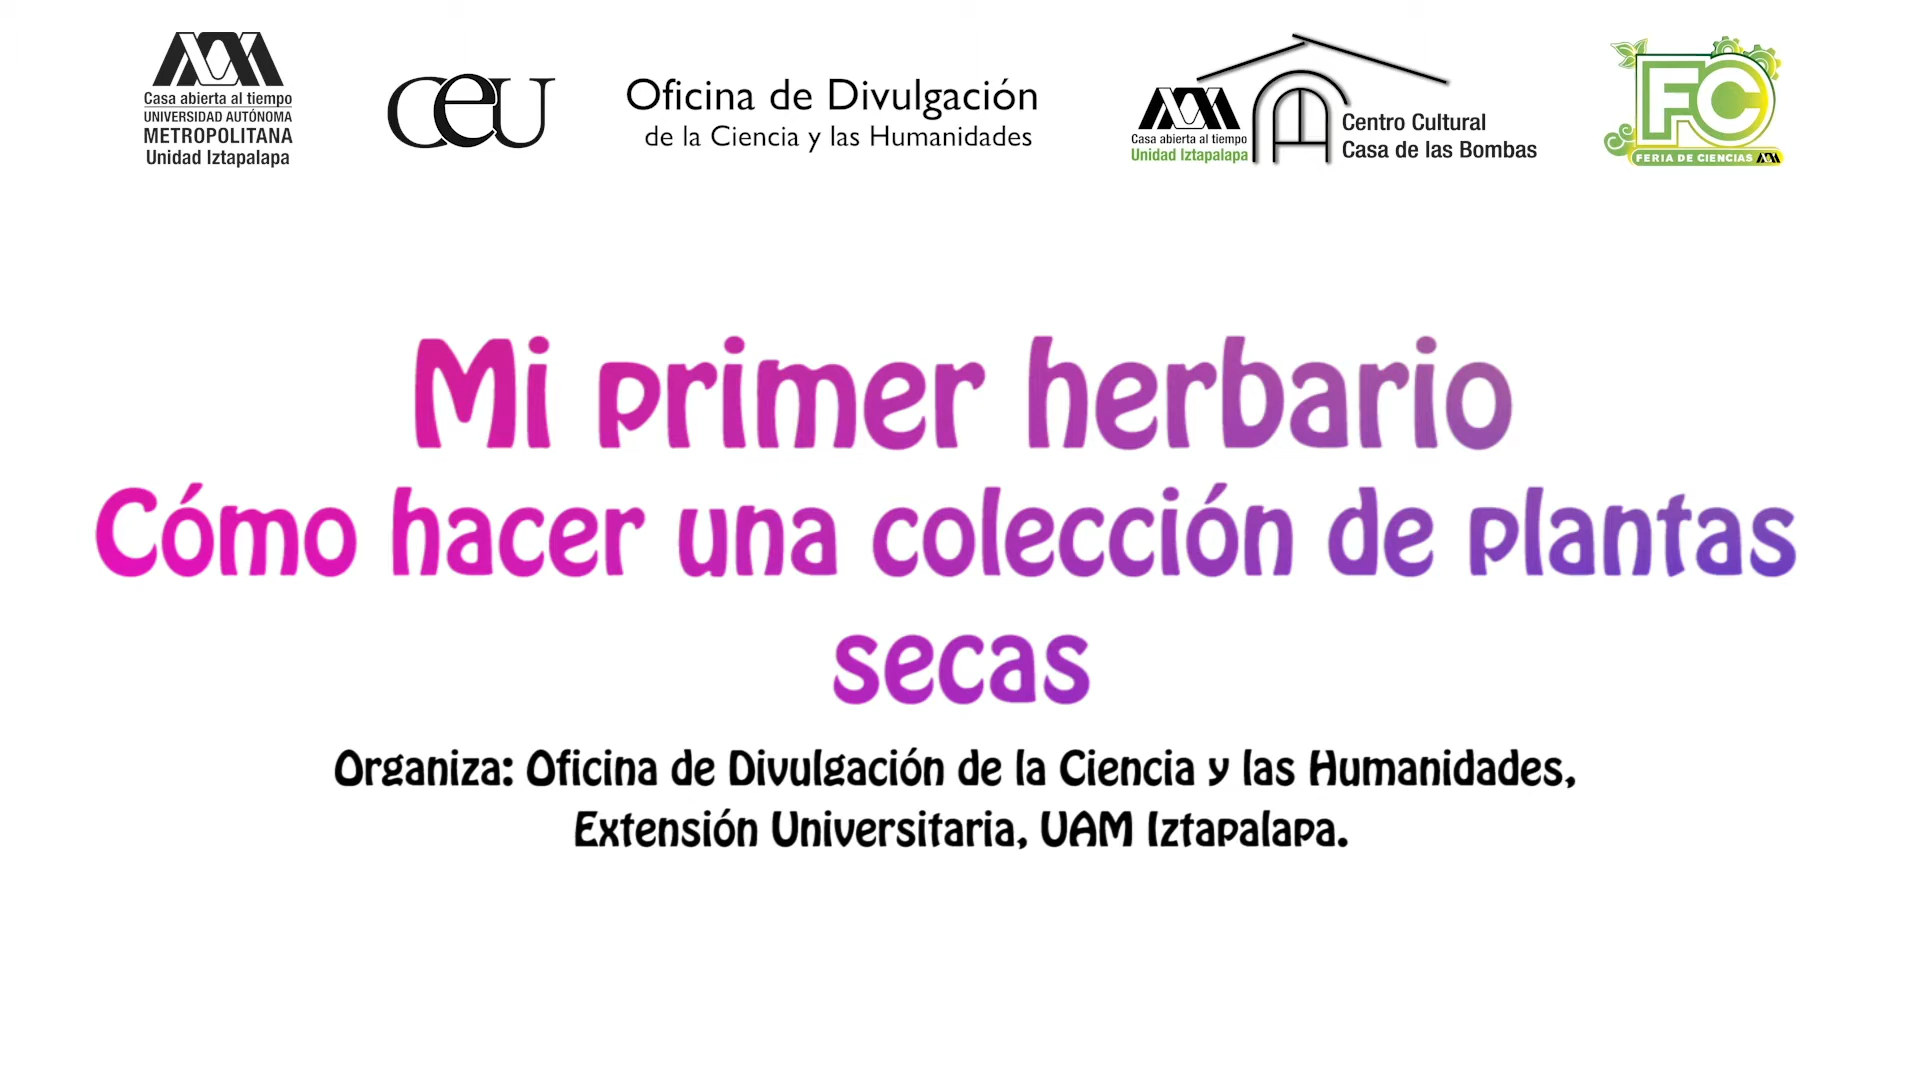 Casa abierta al tiempo
UNIVERSIDAD AUTÓNOMA
METROPOLITANA
Unidad Iztapalapa
ceu
Oficina de Divulgación
de la Ciencia y las Humanidades
Casa abierta al tiempo
Unidad Iztapalapa
Centro Cultural
Casa de las Bombas
FC
FERIA DE CIENCIAS
Mi primer herbario
Cómo hacer una colección de plantas
secas
Organiza: Oficina de Divulgación de la Ciencia y las Humanidades,
Extensión Universitaria, UAM Iztapalapa.